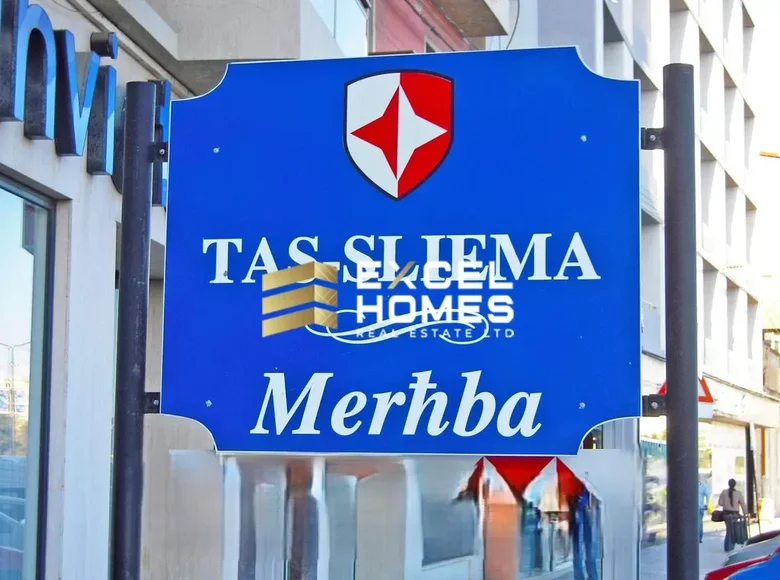 TAS-SLIEMA
EXCEL
HOMES
REAL ESTATE LTD
Merħba